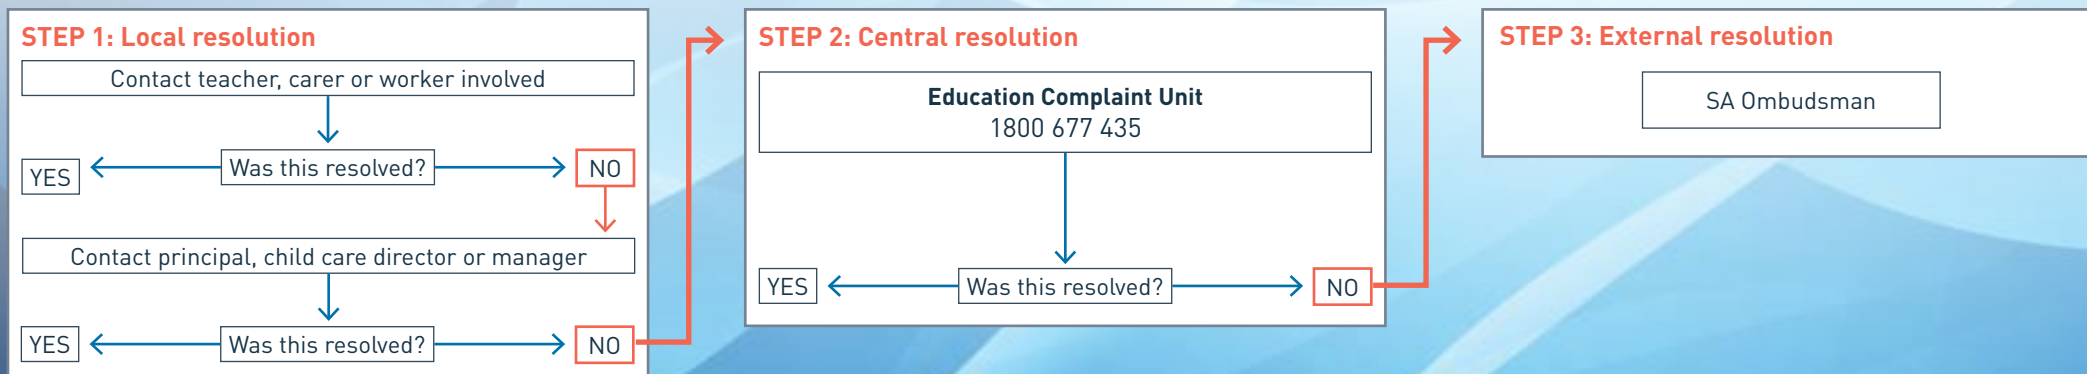 STEP 1: Local resolution
Contact teacher, carer or worker involved
YES
Was this resolved?
NO
Contact principal, child care director or manager
YES
Was this resolved?
NO
STEP 2: Central resolution
Education Complaint Unit
1800 677 435
YES
Was this resolved?
NO
STEP 3: External resolution
SA Ombudsman